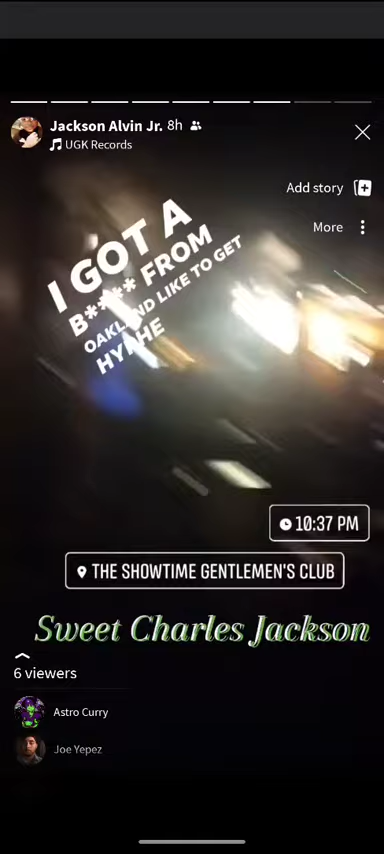 Jackson Alvin Jr. 8h
UGK Records
Add story
More
I GOT A
B**** FROM
OAKLAND LIKE TO GET
HYPHE
10:37 PM
THE SHOWTIME GENTLEMEN'S CLUB
Sweet Charles Jackson
6 viewers
Astro Curry
Joe Yepez